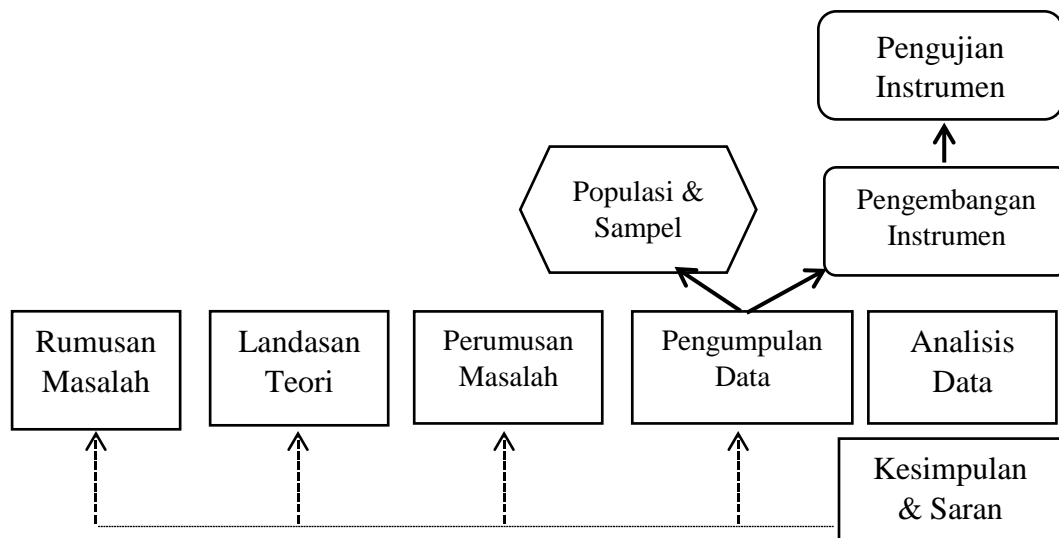 Pengujian
Instrumen
Populasi &
Sampel
Pengembangan
Instrumen
Rumusan
Masalah
Landasan
Teori
Perumusan
Masalah
Pengumpulan
Data
Analisis
Data
Kesimpulan
& Saran